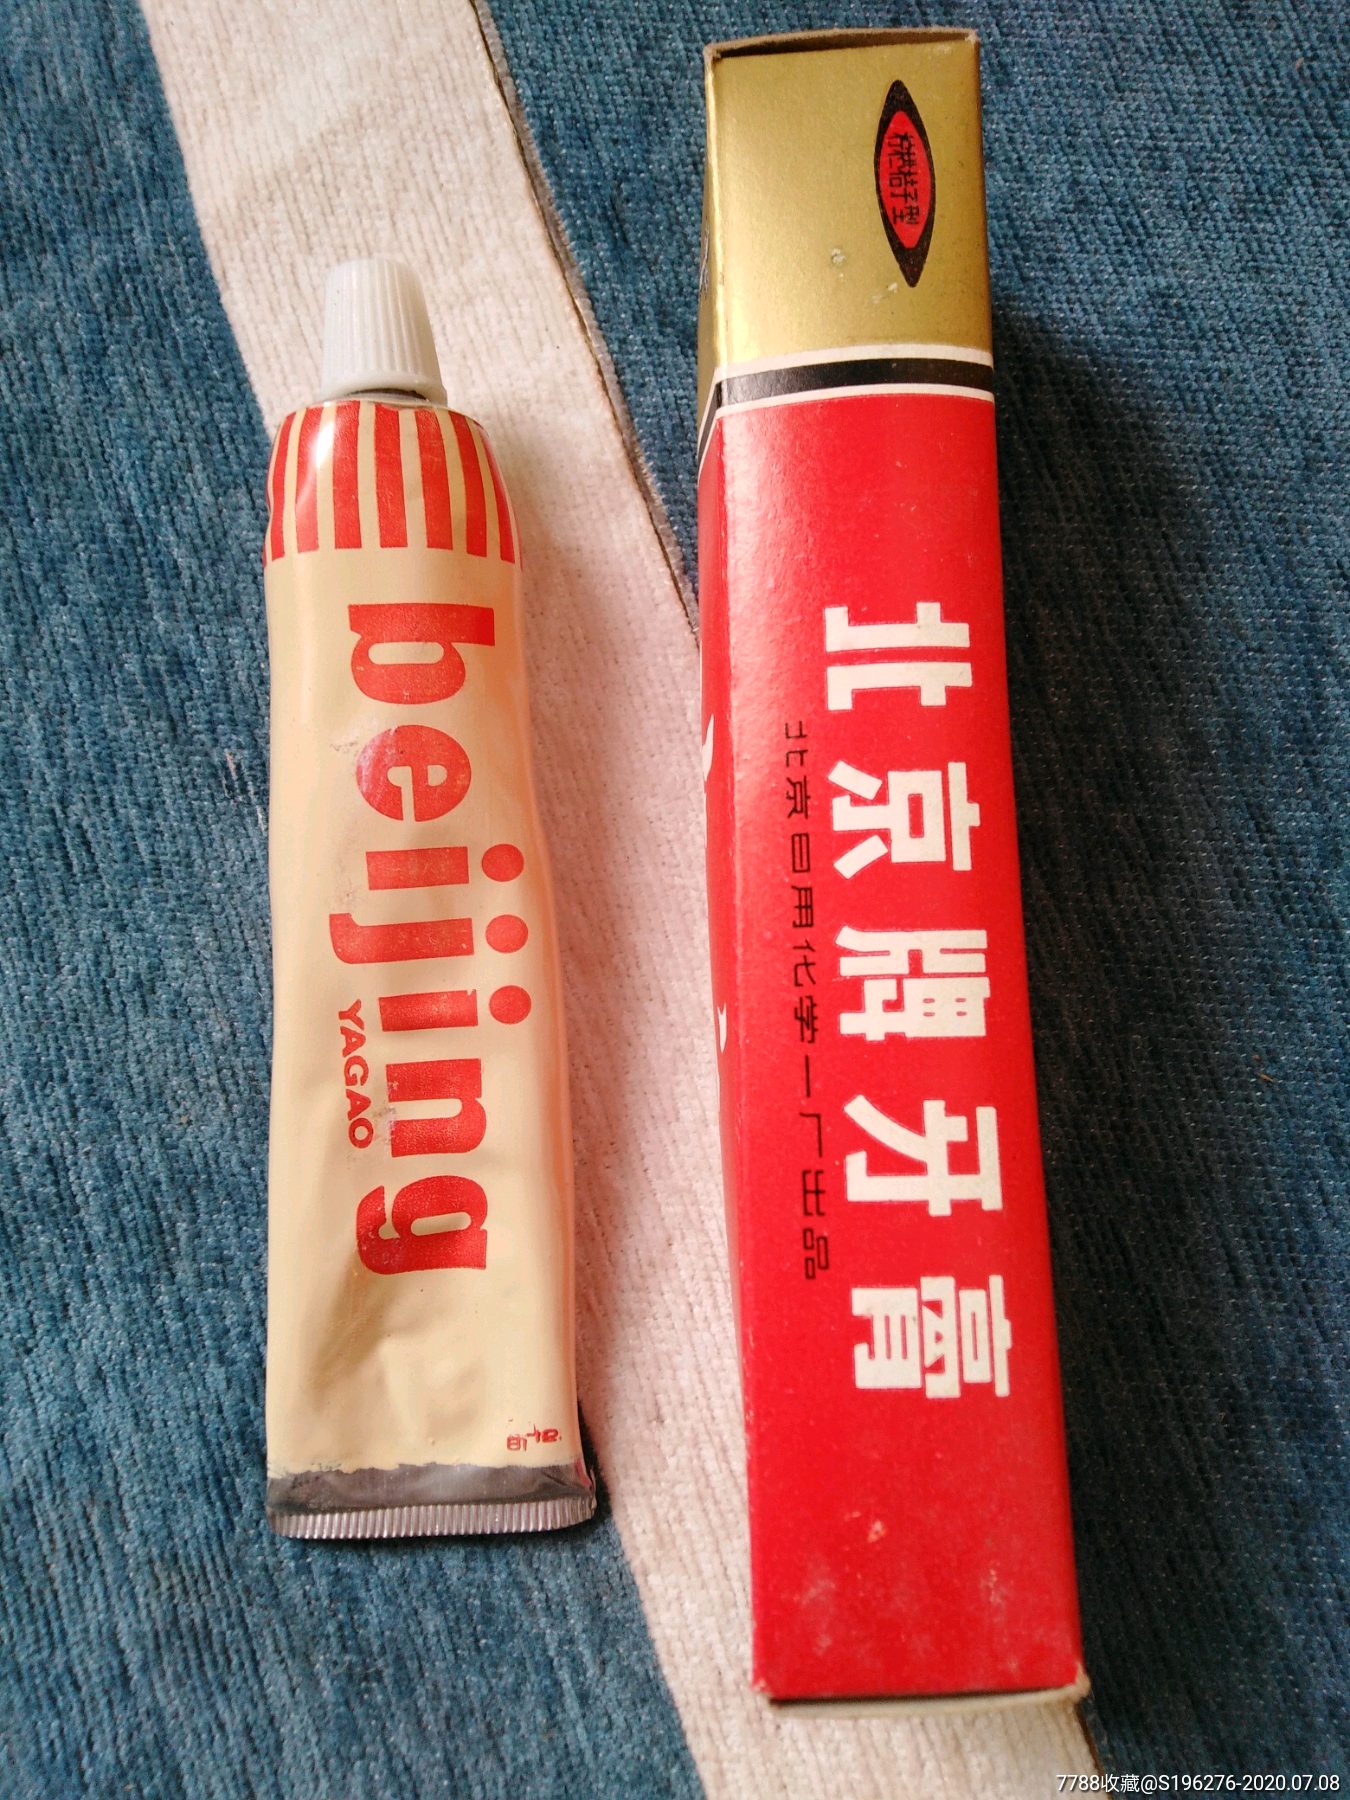 beijing
YAGAO
北京牌牙膏
北京日用化学一厂出品
7788收藏@S196276-2020.07.08